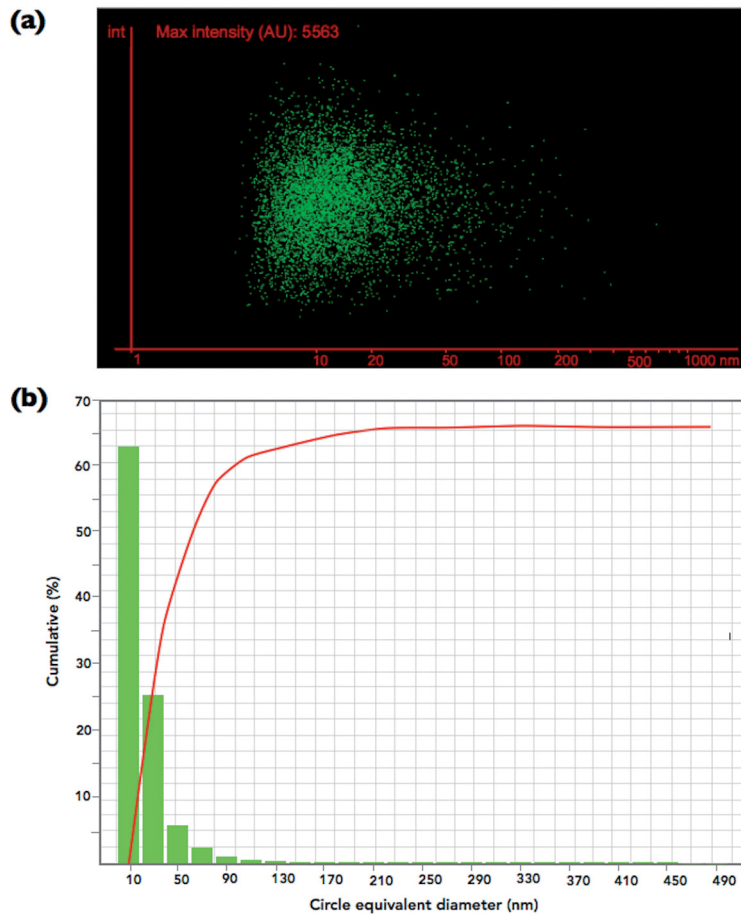 (a)
int Max intensity (AU): 5563
1 10 20 50 100 200 500 1000 nm
(b)
70
60
50
40
30
20
10
Cumulative (%)
10 50 90 130 170 210 250 290 330 370 410 450 490
Circle equivalent diameter (nm)